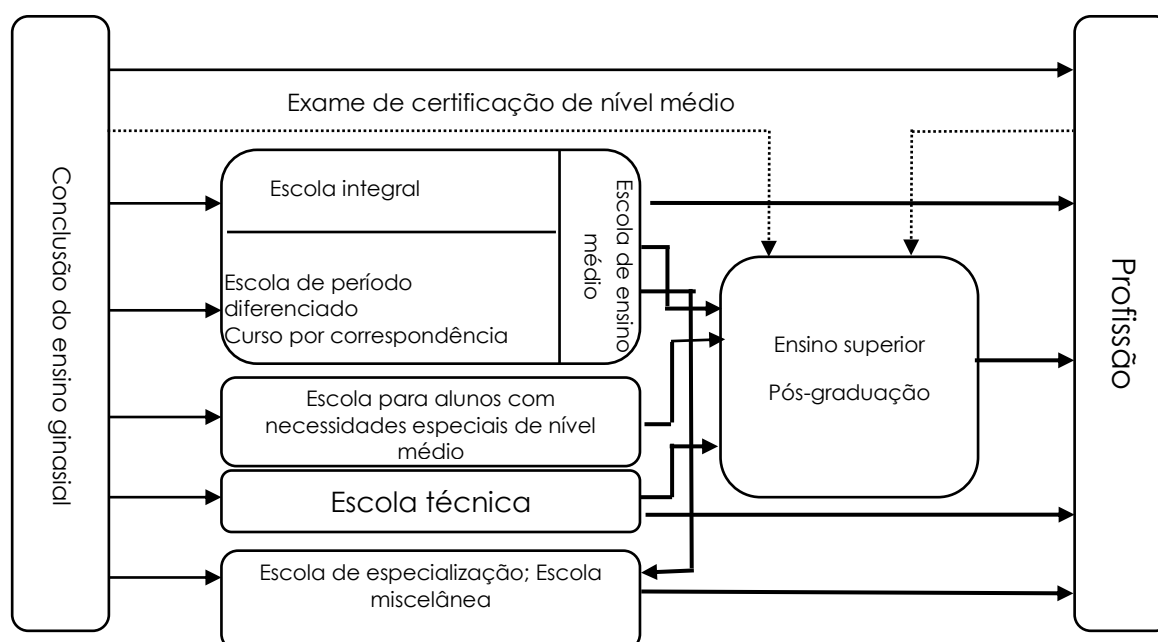 Exame de certificação de nível médio
Conclusão do ensino ginasial
Escola integral
Escola de período
diferenciado
Curso por correspondência
Escola de ensino
médio
Escola para alunos com
necessidades especiais de nível
médio
Escola técnica
Escola de especialização; Escola
miscelânea
Ensino superior
Pós-graduação
Profissão